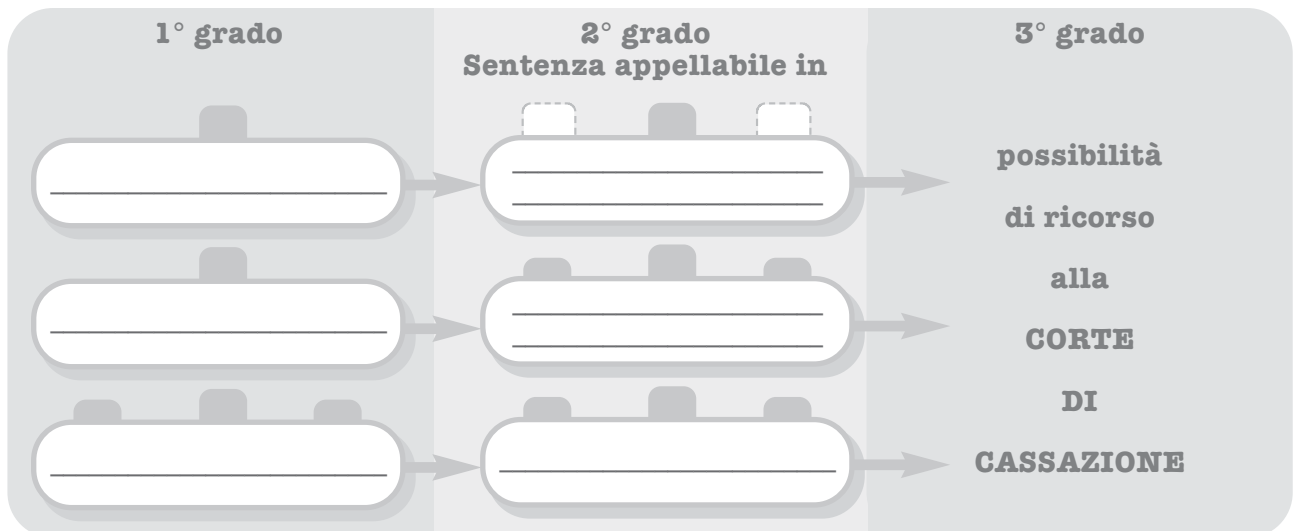 1° grado
2° grado
Sentenza appellabile in
3° grado
possibilità
di ricorso
alla
CORTE
DI
CASSAZIONE